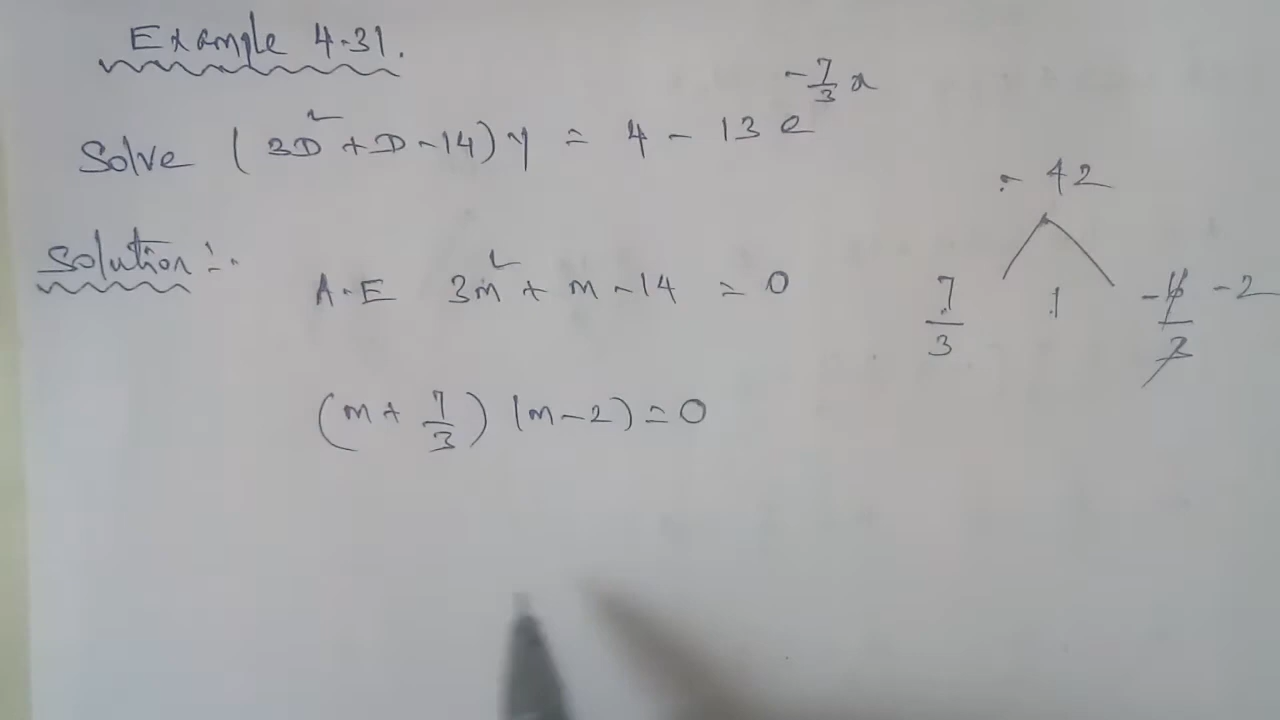 Example 4.31.
Solve (3D² + D - 14) y = 4 - 13 e^(-7/3 x)
Solution :-
A.E 3m² + m - 14 = 0
(m + 7/3) (m - 2) = 0
- 42
7/3 1 -6/3 -2